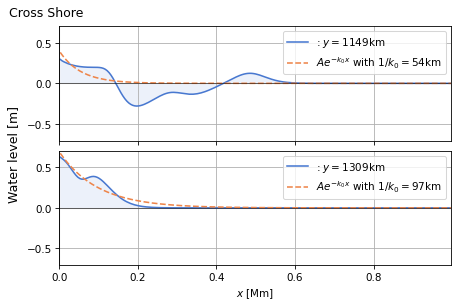 Cross Shore
0.5
0.0
−0.5
: y = 1149km
Ae^{−k_0x} with 1/k_0 = 54km
Water level [m]
0.5
0.0
−0.5
: y = 1309km
Ae^{−k_0x} with 1/k_0 = 97km
0.0 0.2 0.4 0.6 0.8
x [Mm]